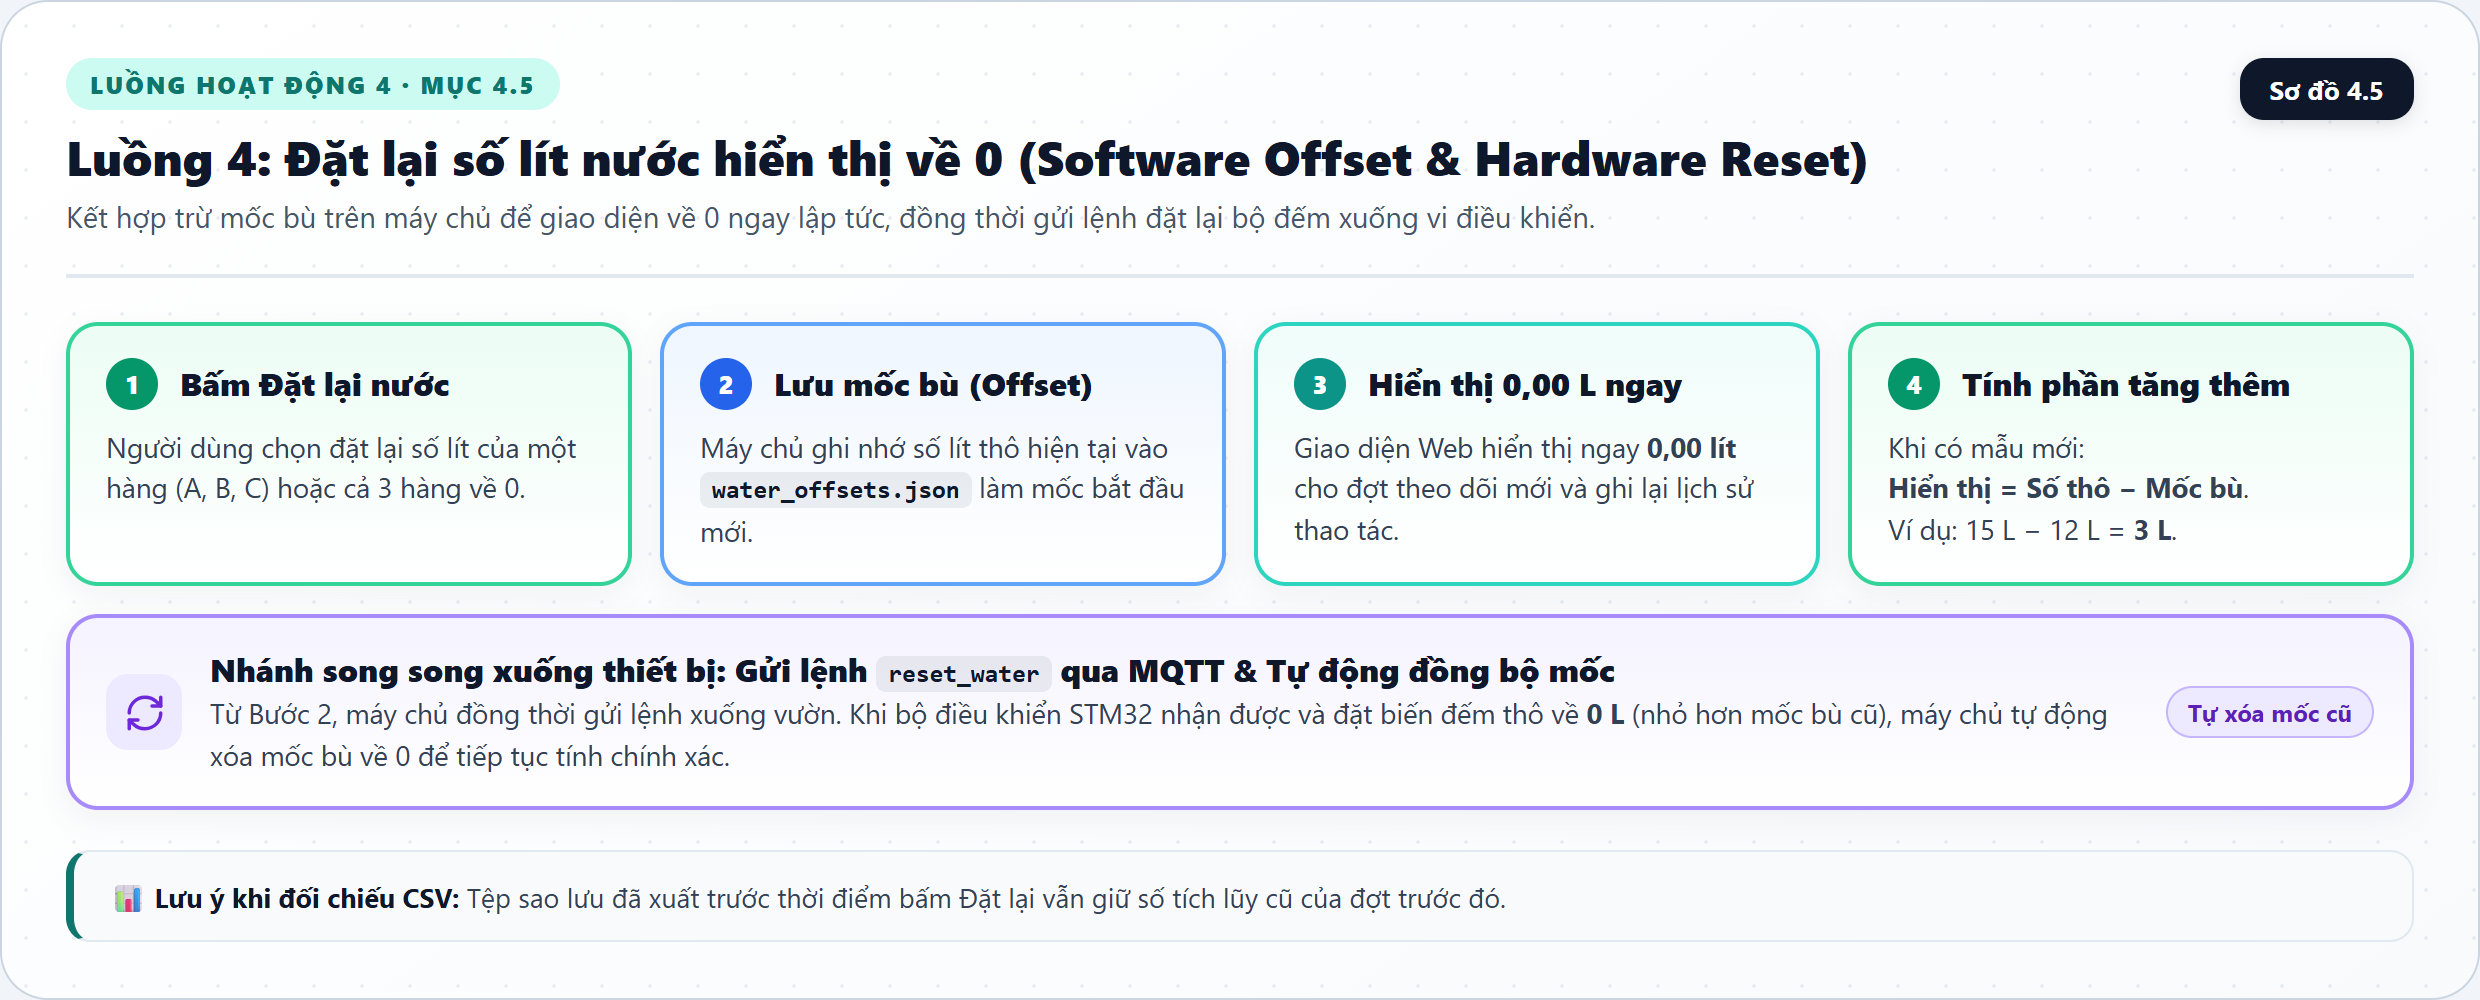 LUỒNG HOẠT ĐỘNG 4 · MỤC 4.5
Sơ đồ 4.5
Luồng 4: Đặt lại số lít nước hiển thị về 0 (Software Offset & Hardware Reset)
Kết hợp trừ mốc bù trên máy chủ để giao diện về 0 ngay lập tức, đồng thời gửi lệnh đặt lại bộ đếm xuống vi điều khiển.
1 Bấm Đặt lại nước
Người dùng chọn đặt lại số lít của một
hàng (A, B, C) hoặc cả 3 hàng về 0.
2 Lưu mốc bù (Offset)
Máy chủ ghi nhớ số lít thô hiện tại vào
water_offsets.json làm mốc bắt đầu
mới.
3 Hiển thị 0,00 L ngay
Giao diện Web hiển thị ngay 0,00 lít
cho đợt theo dõi mới và ghi lại lịch sử
thao tác.
4 Tính phần tăng thêm
Khi có mẫu mới:
Hiển thị = Số thô − Mốc bù.
Ví dụ: 15 L − 12 L = 3 L.
Nhánh song song xuống thiết bị: Gửi lệnh reset_water qua MQTT & Tự động đồng bộ mốc
Từ Bước 2, máy chủ đồng thời gửi lệnh xuống vườn. Khi bộ điều khiển STM32 nhận được và đặt biến đếm thô về 0 L (nhỏ hơn mốc bù cũ), máy chủ tự động
xóa mốc bù về 0 để tiếp tục tính chính xác.
Tự xóa mốc cũ
Lưu ý khi đối chiếu CSV: Tệp sao lưu đã xuất trước thời điểm bấm Đặt lại vẫn giữ số tích lũy cũ của đợt trước đó.